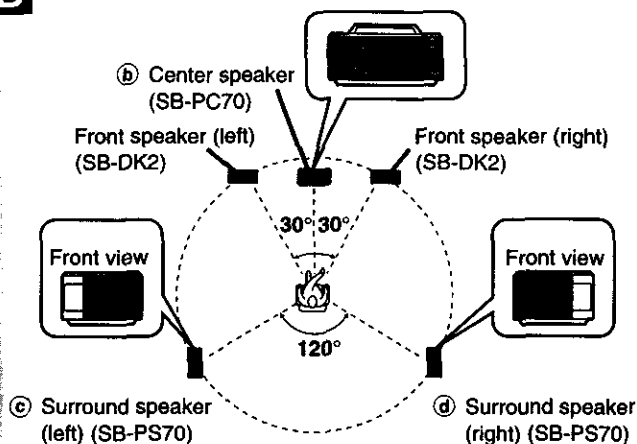 ⓑ Center speaker
(SB-PC70)
Front speaker (left)
(SB-DK2)
Front speaker (right)
(SB-DK2)
30° 30°
Front view
Front view
120°
ⓒ Surround speaker
(left) (SB-PS70)
ⓓ Surround speaker
(right) (SB-PS70)